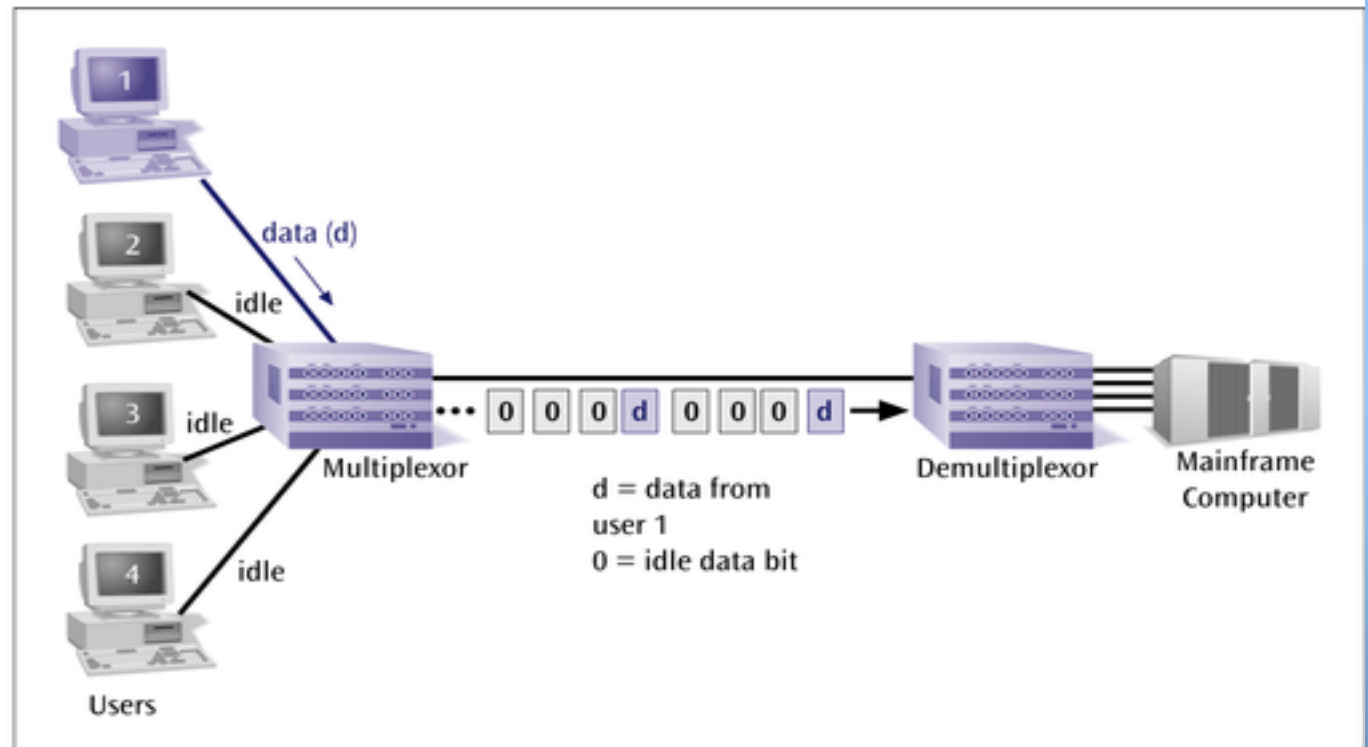 1
data (d)
2
idle
3
idle
4
idle
Users
Multiplexor
... 0 0 0 d 0 0 0 d
d = data from
user 1
0 = idle data bit
Demultiplexor
Mainframe
Computer